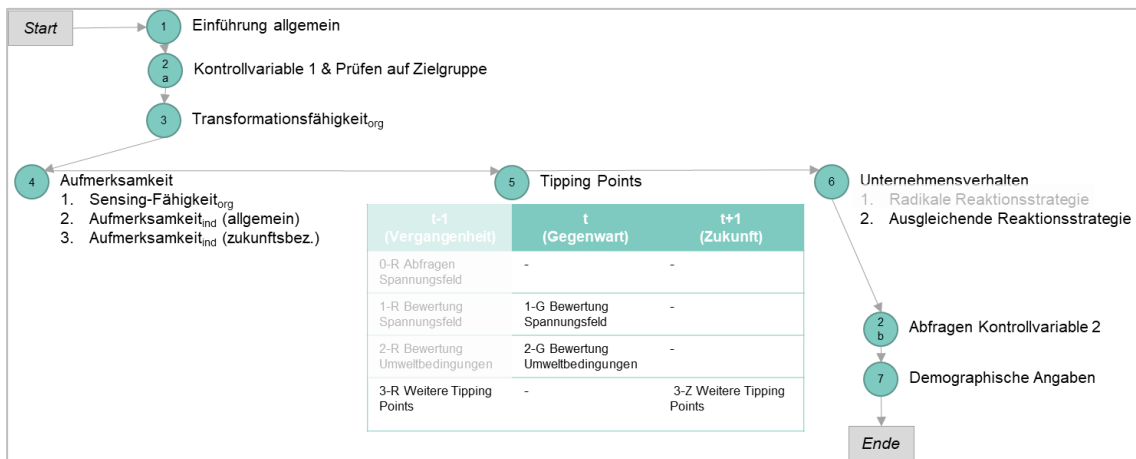 Start
1
Einführung allgemein
2
a
Kontrollvariable 1 & Prüfen auf Zielgruppe
3
Transformationsfähigkeitorg
4
Aufmerksamkeit
1. Sensing-Fähigkeitorg
2. Aufmerksamkeitind (allgemein)
3. Aufmerksamkeitind (zukunftsbez.)
5
Tipping Points
t-1
(Vergangenheit)
t
(Gegenwart)
t+1
(Zukunft)
0-R Abfragen
Spannungsfeld
-
-
1-R Bewertung
Spannungsfeld
1-G Bewertung
Spannungsfeld
-
2-R Bewertung
Umweltbedingungen
2-G Bewertung
Umweltbedingungen
-
3-R Weitere Tipping
Points
-
3-Z Weitere Tipping
Points
6
Unternehmensverhalten
1. Radikale Reaktionsstrategie
2. Ausgleichende Reaktionsstrategie
2
b
Abfragen Kontrollvariable 2
7
Demographische Angaben
Ende